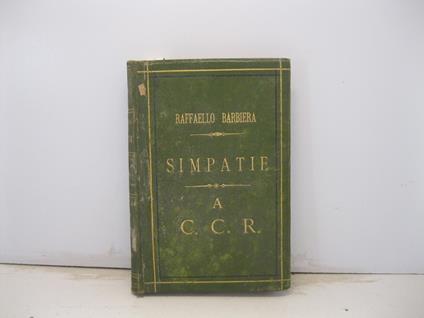 RAFFAELLO BARBIERA
SIMPATIE
A
C. C. R.